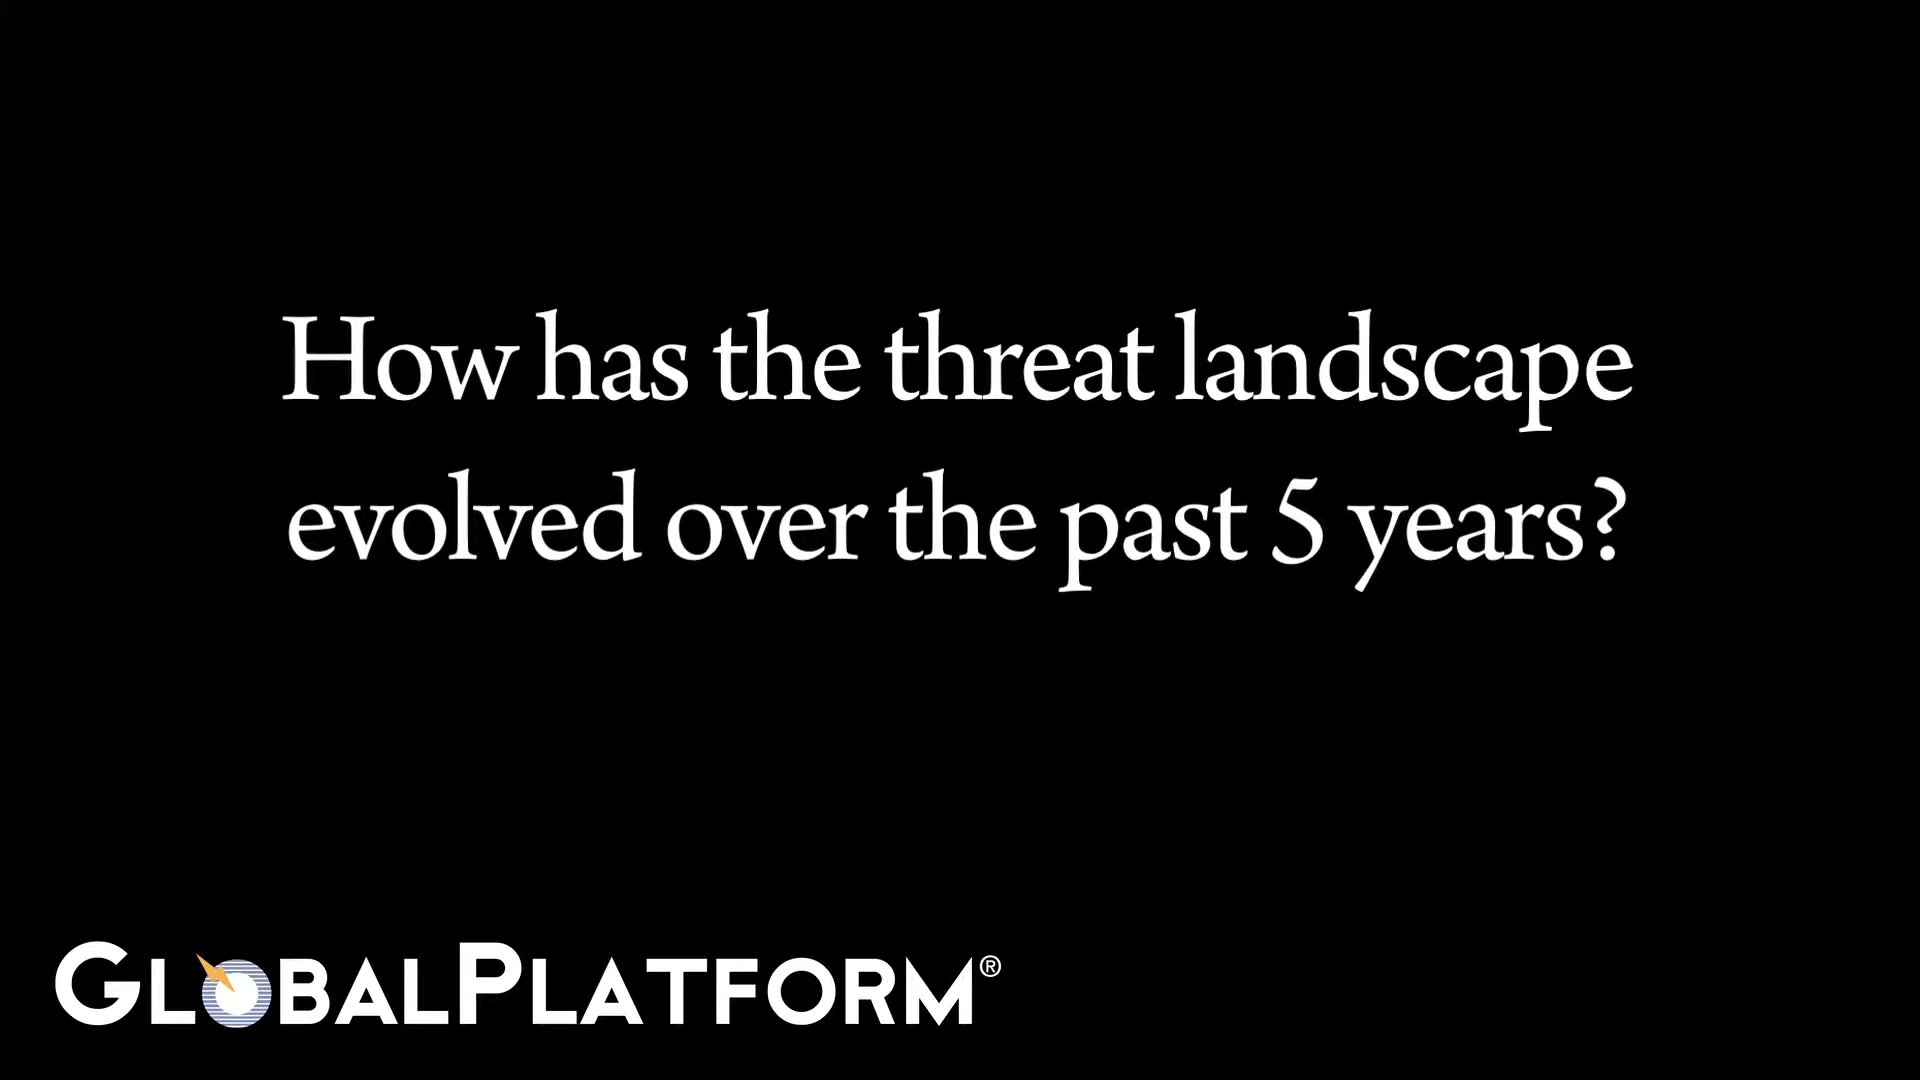 How has the threat landscape
evolved over the past 5 years?
GLOBALPLATFORM®